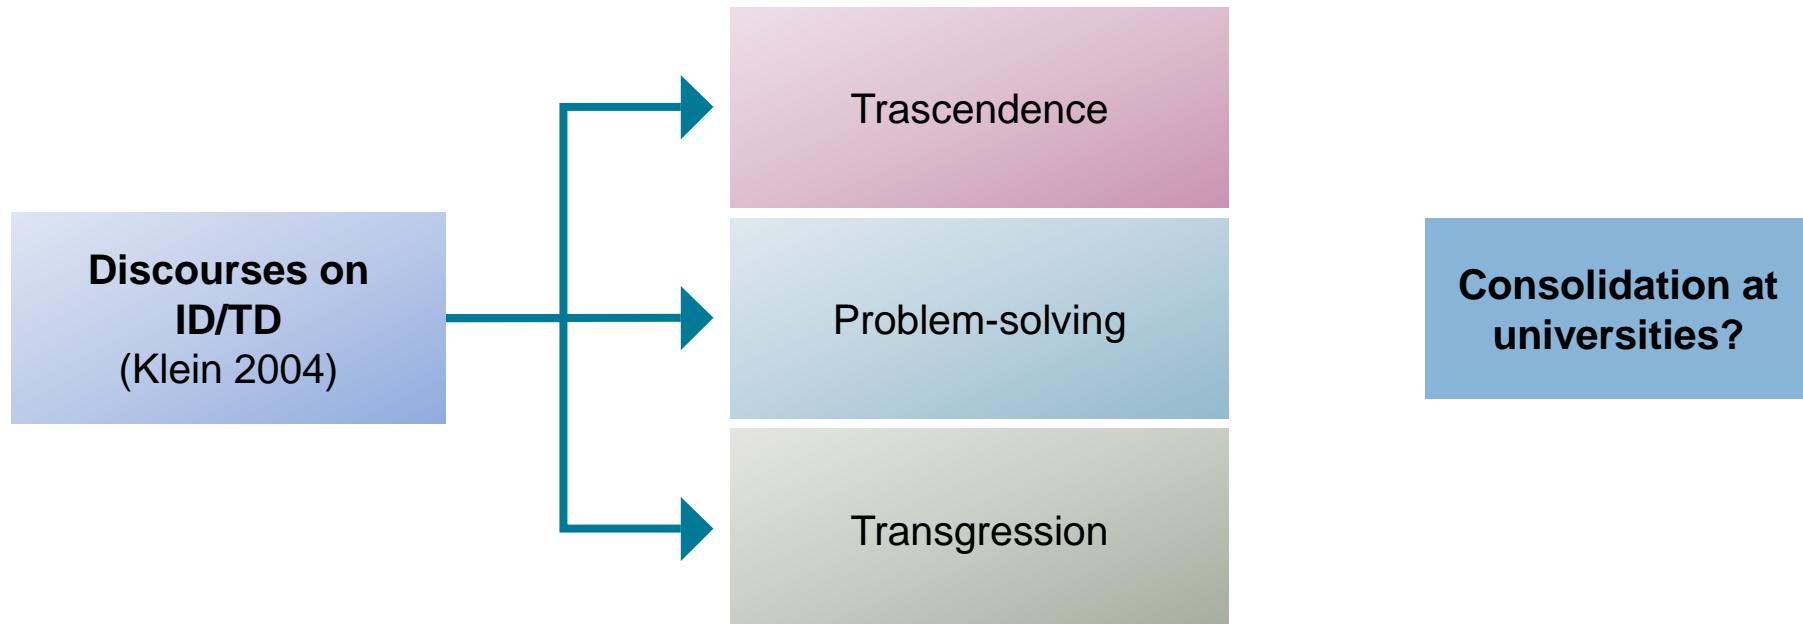 Discourses on
ID/TD
(Klein 2004)
Trascendence
Problem-solving
Transgression
Consolidation at
universities?